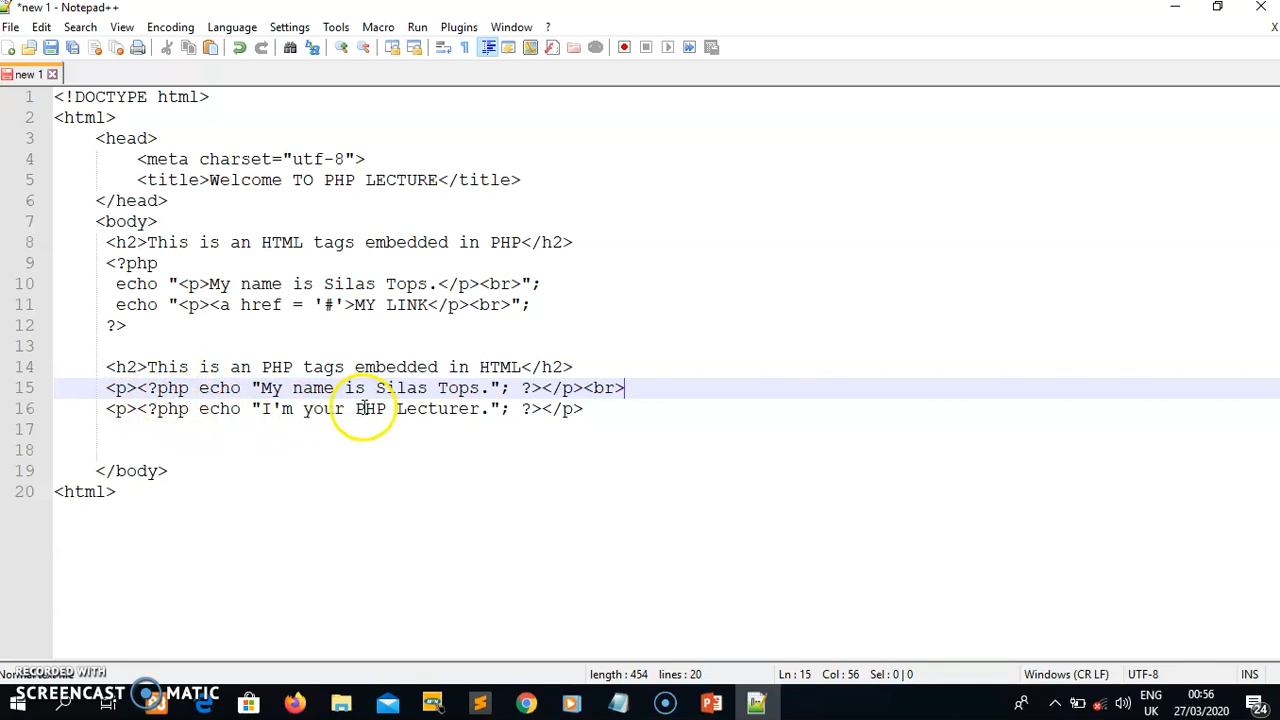 *new 1 - Notepad++
File Edit Search View Encoding Language Settings Tools Macro Run Plugins Window ?
X
new 1
1 <!DOCTYPE html>
2 <html>
3 <head>
4 <meta charset="utf-8">
5 <title>Welcome TO PHP LECTURE</title>
6 </head>
7 <body>
8 <h2>This is an HTML tags embedded in PHP</h2>
9 <?php
10 echo "<p>My name is Silas Tops.</p><br>";
11 echo "<p><a href = '#'>MY LINK</p><br>";
12 ?>
13
14 <h2>This is an PHP tags embedded in HTML</h2>
15 <p><?php echo "My name is Silas Tops."; ?></p><br>
16 <p><?php echo "I'm your PHP Lecturer."; ?></p>
17
18
19 </body>
20 <html>
length : 454 lines : 20 Ln : 15 Col : 56 Sel : 0 | 0 Windows (CR LF) UTF-8 INS
RECORDED WITH
SCREENCAST MATIC
ENG 00:56
UK 27/03/2020
24